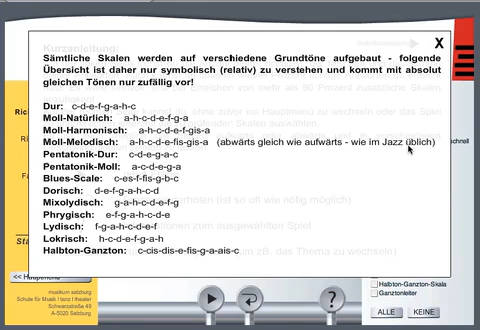 Kurzanleitung:
X
Sämtliche Skalen werden auf verschiedene Grundtöne aufgebaut - folgende
Übersicht ist daher nur symbolisch (relativ) zu verstehen und kommt mit absolut
gleichen Tönen nur zufällig vor!
Dur: c-d-e-f-g-a-h-c
Moll-Natürlich: a-h-c-d-e-f-g-a
Moll-Harmonisch: a-h-c-d-e-f-gis-a
Moll-Melodisch: a-h-c-d-e-fis-gis-a (abwärts gleich wie aufwärts - wie im Jazz üblich)
Pentatonik-Dur: c-d-e-g-a-c
Pentatonik-Moll: a-c-d-e-g-a
Blues-Scale: c-es-f-fis-g-b-c
Dorisch: d-e-f-g-a-h-c-d
Mixolydisch: g-a-h-c-d-e-f-g
Phrygisch: e-f-g-a-h-c-d-e
Lydisch: f-g-a-h-c-d-e-f
Lokrisch: h-c-d-e-f-g-a-h
Halbton-Ganzton: c-cis-dis-e-fis-g-a-ais-c
schnell
<< Hauptmenü
musikum salzburg
Schule für Musik I tanz I theater
Schwarzstraße 49
A-5020 Salzburg
?
Halbton-Ganzton-Skala
Ganztonleiter
ALLE
KEINE